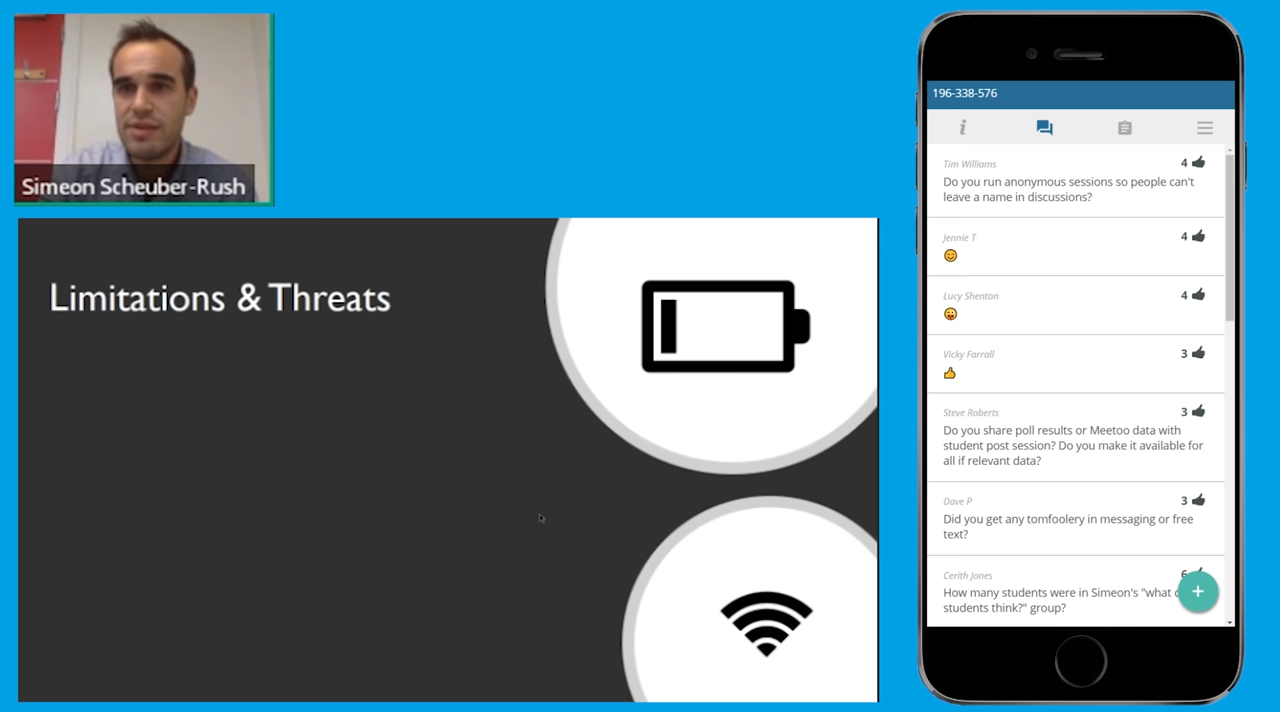 Simeon Scheuber-Rush
Limitations & Threats
196-338-576
Tim Williams
4
Do you run anonymous sessions so people can't
leave a name in discussions?
Jennie T
4
Lucy Shenton
4
Vicky Farrall
3
Steve Roberts
3
Do you share poll results or Meetoo data with
student post session? Do you make it available for
all if relevant data?
Dave P
3
Did you get any tomfoolery in messaging or free
text?
Cerith Jones
6
How many students were in Simeon's "what
students think?" group?